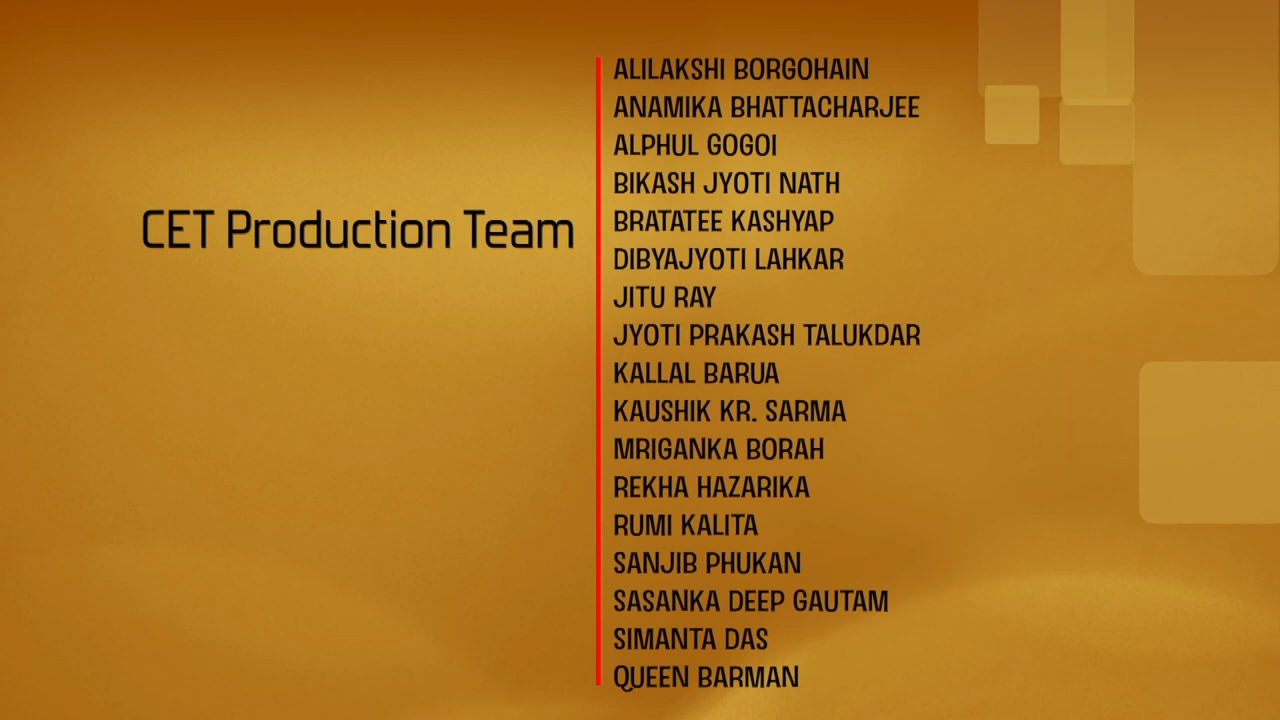 CET Production Team
ALILAKSHI BORGOHAIN
ANAMIKA BHATTACHARJEE
ALPHUL GOGOI
BIKASH JYOTI NATH
BRATATEE KASHYAP
DIBYAJYOTI LAHKAR
JITU RAY
JYOTI PRAKASH TALUKDAR
KALLAL BARUA
KAUSHIK KR. SARMA
MRIGANKA BORAH
REKHA HAZARIKA
RUMI KALITA
SANJIB PHUKAN
SASANKA DEEP GAUTAM
SIMANTA DAS
QUEEN BARMAN